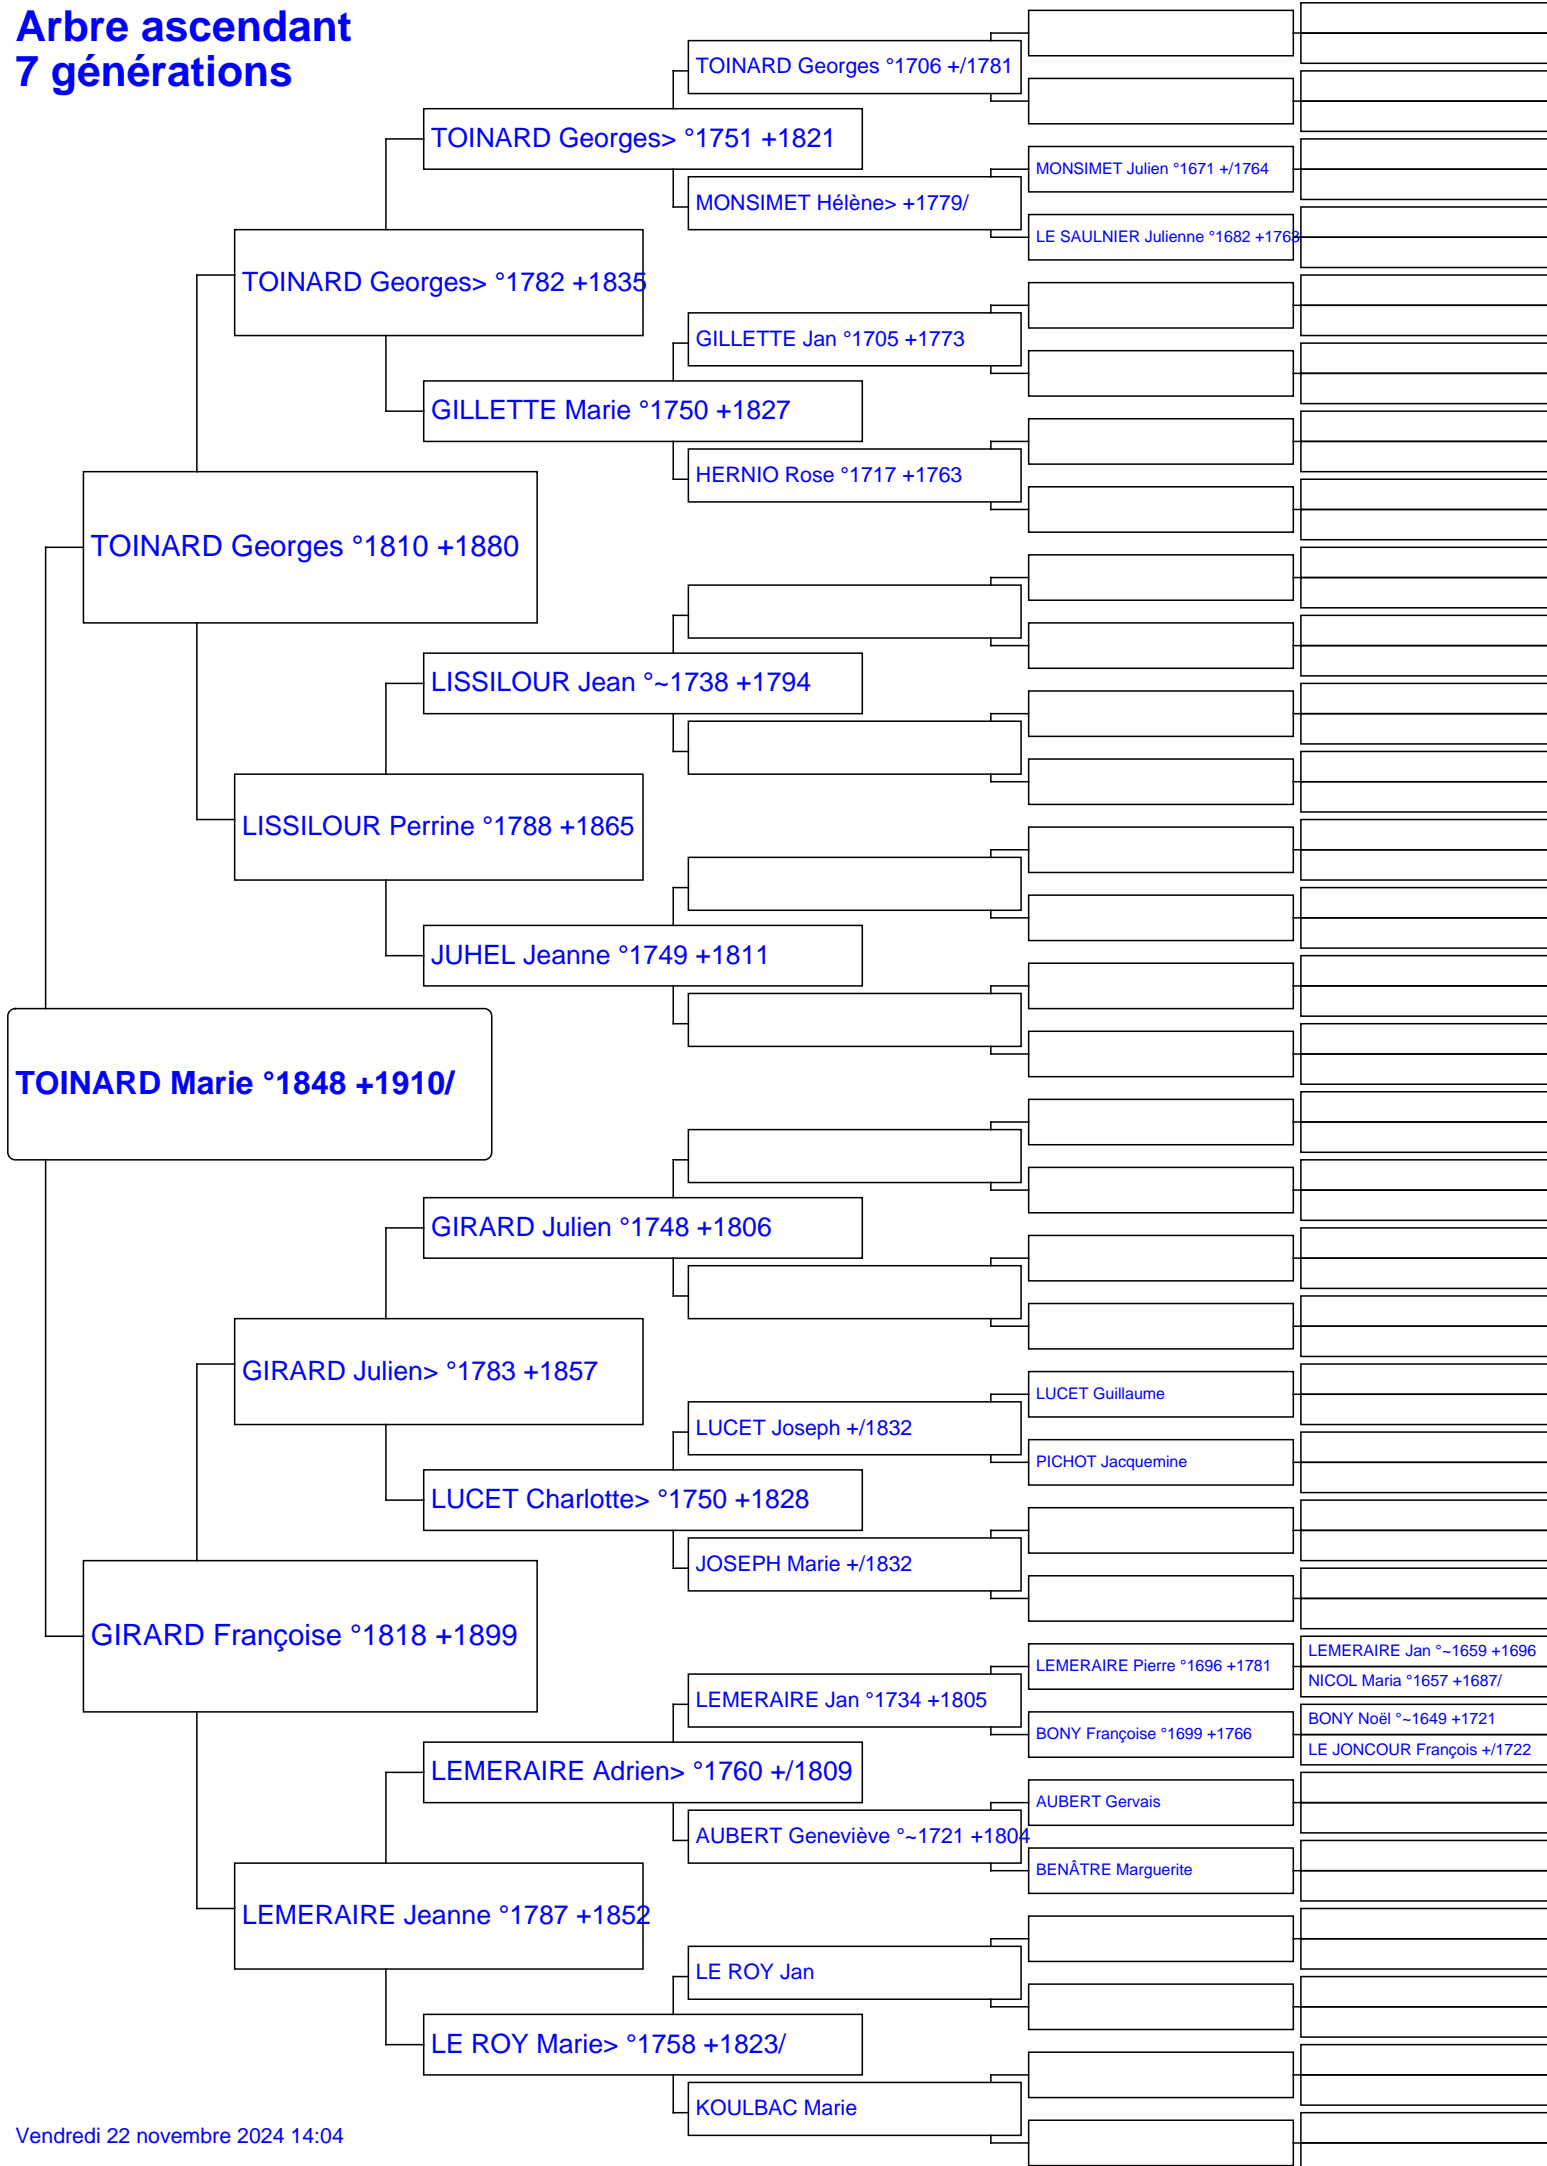 Arbre ascendant
7 générations
TOINARD Georges °1706 +/1781
TOINARD Georges> °1751 +1821
MONSIMET Julien °1671 +/1764
MONSIMET Hélène> +1779/
LE SAULNIER Julienne °1682 +1763
TOINARD Georges> °1782 +1835
GILLETTE Jan °1705 +1773
GILLETTE Marie °1750 +1827
HERNIO Rose °1717 +1763
TOINARD Georges °1810 +1880
LISSILOUR Jean °~1738 +1794
LISSILOUR Perrine °1788 +1865
JUHEL Jeanne °1749 +1811
TOINARD Marie °1848 +1910/
GIRARD Julien °1748 +1806
GIRARD Julien> °1783 +1857
LUCET Guillaume
LUCET Joseph +/1832
PICHOT Jacquemine
LUCET Charlotte> °1750 +1828
JOSEPH Marie +/1832
GIRARD Françoise °1818 +1899
LEMERAIRE Jan °~1659 +1696
LEMERAIRE Pierre °1696 +1781
NICOL Maria °1657 +1687/
LEMERAIRE Jan °1734 +1805
BONY Noël °~1649 +1721
BONY Françoise °1699 +1766
LE JONCOUR François +/1722
LEMERAIRE Adrien> °1760 +/1809
AUBERT Gervais
AUBERT Geneviève °~1721 +1804
BENÂTRE Marguerite
LEMERAIRE Jeanne °1787 +1852
LE ROY Jan
LE ROY Marie> °1758 +1823/
KOULBAC Marie
Vendredi 22 novembre 2024 14:04